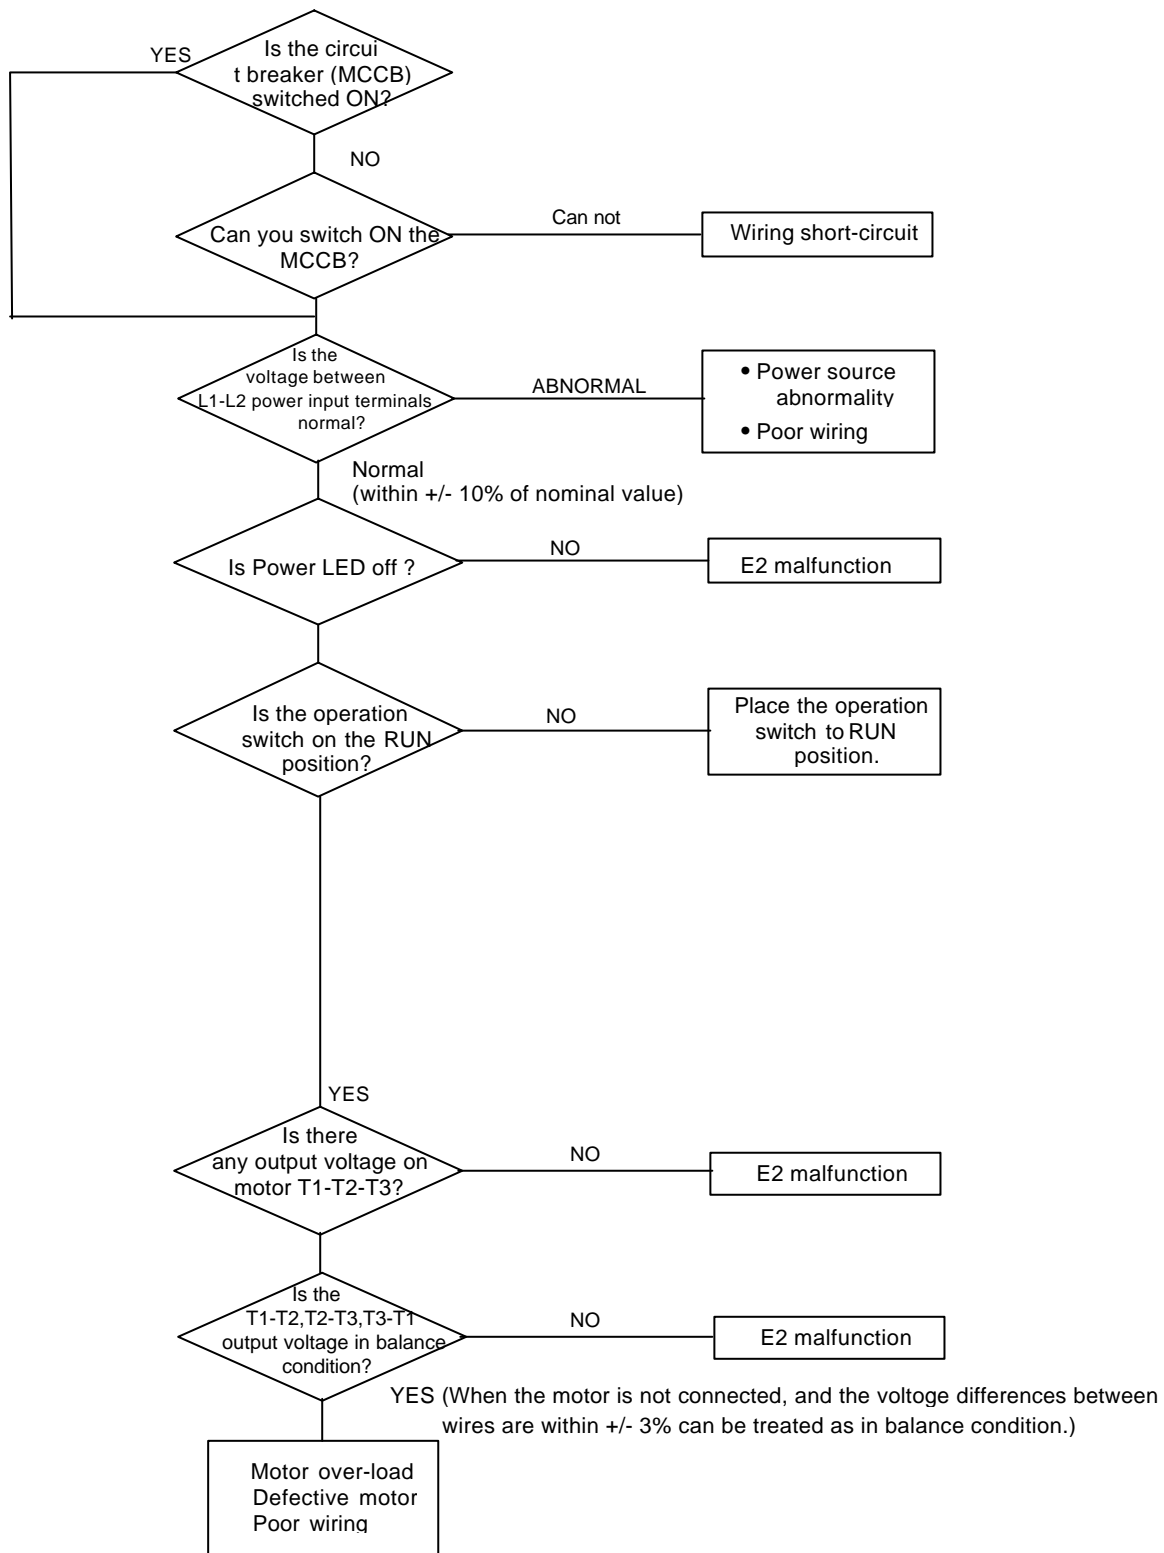 YES
Is the circui
t breaker (MCCB)
switched ON?
NO
Can you switch ON the
MCCB?
Can not
Wiring short-circuit
Is the
voltage between
L1-L2 power input terminals
normal?
ABNORMAL
• Power source
abnormality
• Poor wiring
Normal
(within +/- 10% of nominal value)
Is Power LED off ?
NO
E2 malfunction
Is the operation
switch on the RUN
position?
NO
Place the operation
switch to RUN
position.
YES
Is there
any output voltage on
motor T1-T2-T3?
NO
E2 malfunction
Is the
T1-T2,T2-T3,T3-T1
output voltage in balance
condition?
NO
E2 malfunction
YES (When the motor is not connected, and the voltoge differences between
wires are within +/- 3% can be treated as in balance condition.)
Motor over-load
Defective motor
Poor wiring